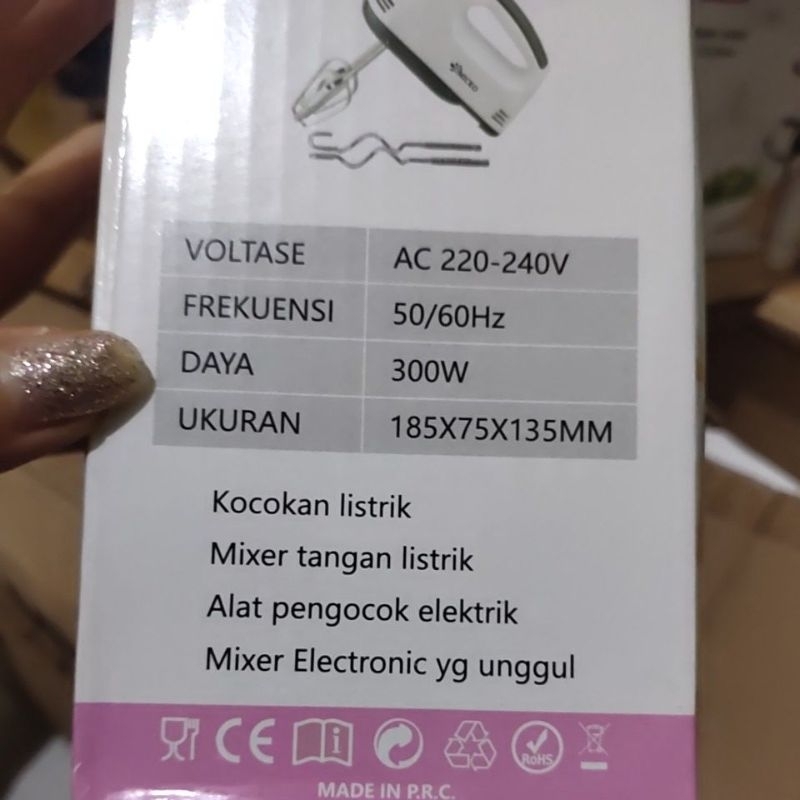 VOLTASE AC 220-240V
FREKUENSI 50/60Hz
DAYA 300W
UKURAN 185X75X135MM
Kocokan listrik
Mixer tangan listrik
Alat pengocok elektrik
Mixer Electronic yg unggul
CE
i
RoHS
MADE IN P.R.C.